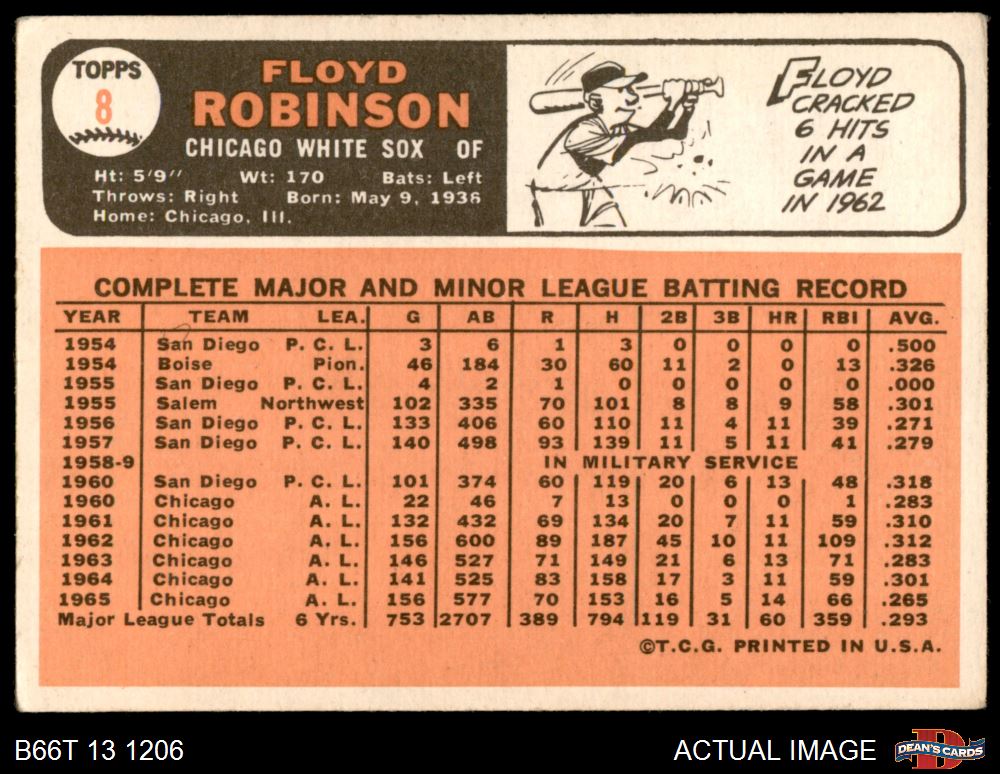 TOPPS
8
FLOYD
ROBINSON
CHICAGO WHITE SOX OF
Ht: 5'9" Wt: 170 Bats: Left
Throws: Right Born: May 9, 1936
Home: Chicago, Ill.
FLOYD
CRACKED
6 HITS
IN A
GAME
IN 1962
COMPLETE MAJOR AND MINOR LEAGUE BATTING RECORD
YEAR TEAM LEA. G AB R H 2B 3B HR RBI AVG.
1954 San Diego P. C. L. 3 6 1 3 0 0 0 0 .500
1954 Boise Pion. 46 184 30 60 11 2 0 13 .326
1955 San Diego P. C. L. 4 2 1 0 0 0 0 0 .000
1955 Salem Northwest 102 335 70 101 8 8 9 58 .301
1956 San Diego P. C. L. 133 406 60 110 11 4 11 39 .271
1957 San Diego P. C. L. 140 498 93 139 11 5 11 41 .279
1958-9 IN MILITARY SERVICE
1960 San Diego P. C. L. 101 374 60 119 20 6 13 48 .318
1960 Chicago A. L. 22 46 7 13 0 0 0 1 .283
1961 Chicago A. L. 132 432 69 134 20 7 11 59 .310
1962 Chicago A. L. 156 600 89 187 45 10 11 109 .312
1963 Chicago A. L. 146 527 71 149 21 6 13 71 .283
1964 Chicago A. L. 141 525 83 158 17 3 11 59 .301
1965 Chicago A. L. 156 577 70 153 16 5 14 66 .265
Major League Totals 6 Yrs. 753 2707 389 794 119 31 60 359 .293
©T.C.G. PRINTED IN U.S.A.
B66T 13 1206
ACTUAL IMAGE
DEAN'S CARDS